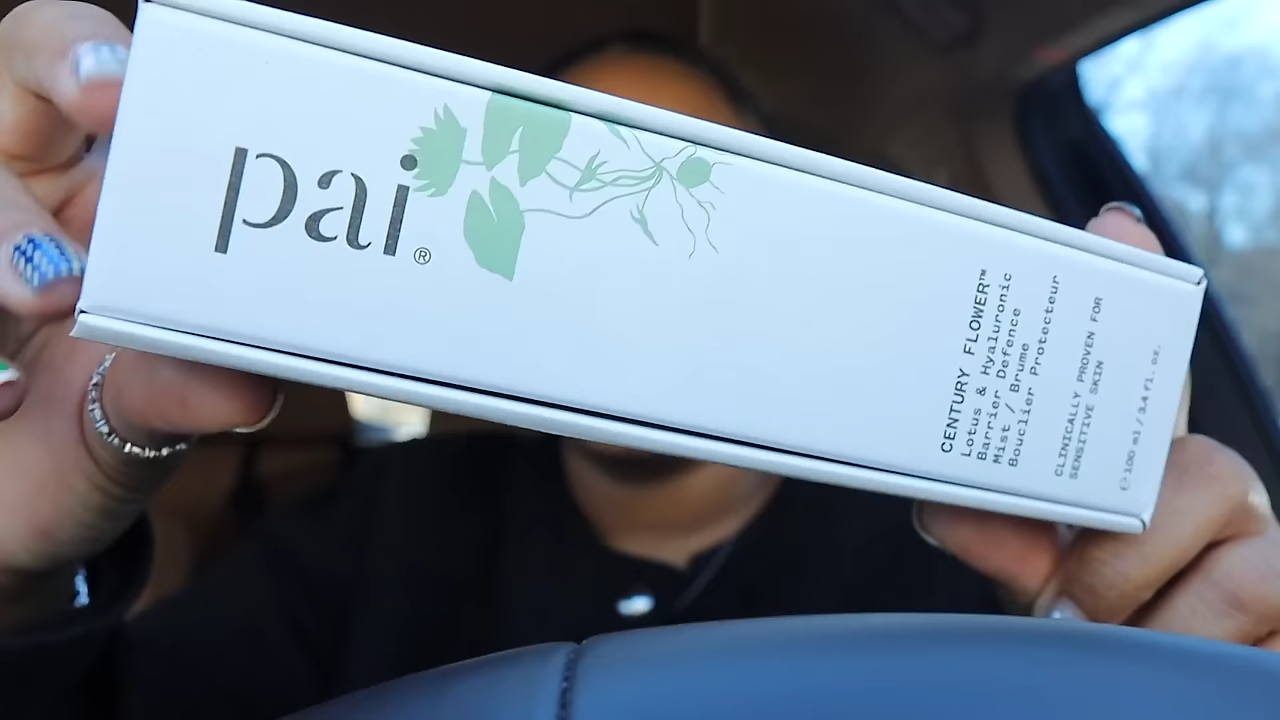 pai®
CENTURY FLOWER™
Lotus & Hyaluronic
Barrier Defence
Mist / Brume
Bouclier Protecteur
CLINICALLY PROVEN FOR
SENSITIVE SKIN
℮ 100 ml / 3.4 fl. oz.